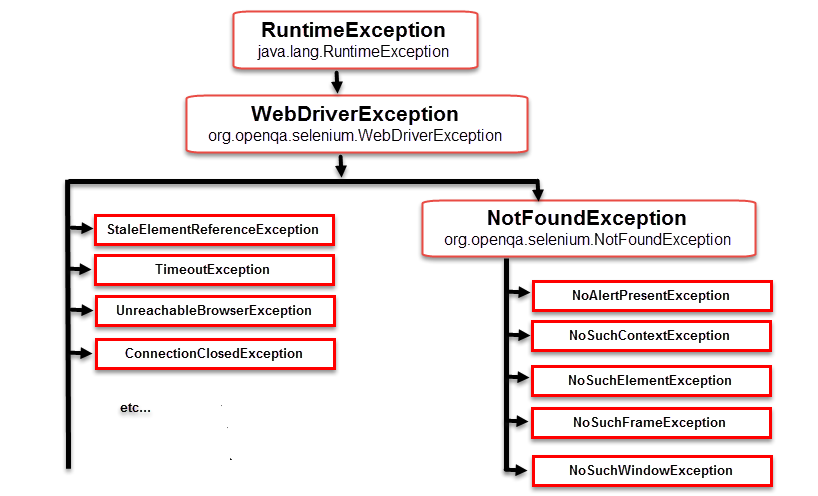 RuntimeException
java.lang.RuntimeException
WebDriverException
org.openqa.selenium.WebDriverException
StaleElementReferenceException
TimeoutException
UnreachableBrowserException
ConnectionClosedException
etc...
NotFoundException
org.openqa.selenium.NotFoundException
NoAlertPresentException
NoSuchContextException
NoSuchElementException
NoSuchFrameException
NoSuchWindowException